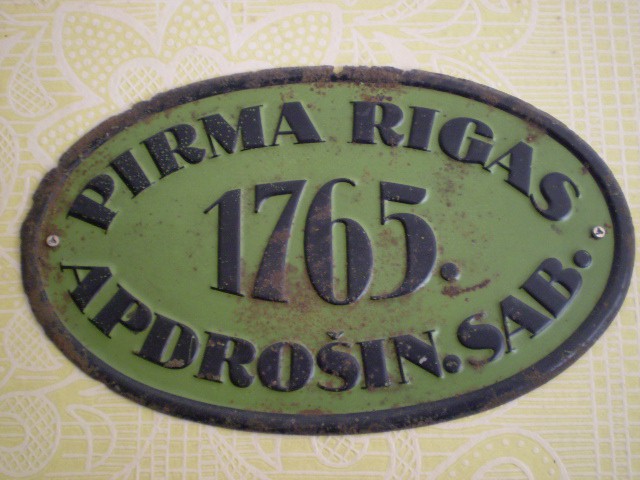 PIRMA RIGAS
1765.
APDROŠIN. SAB.